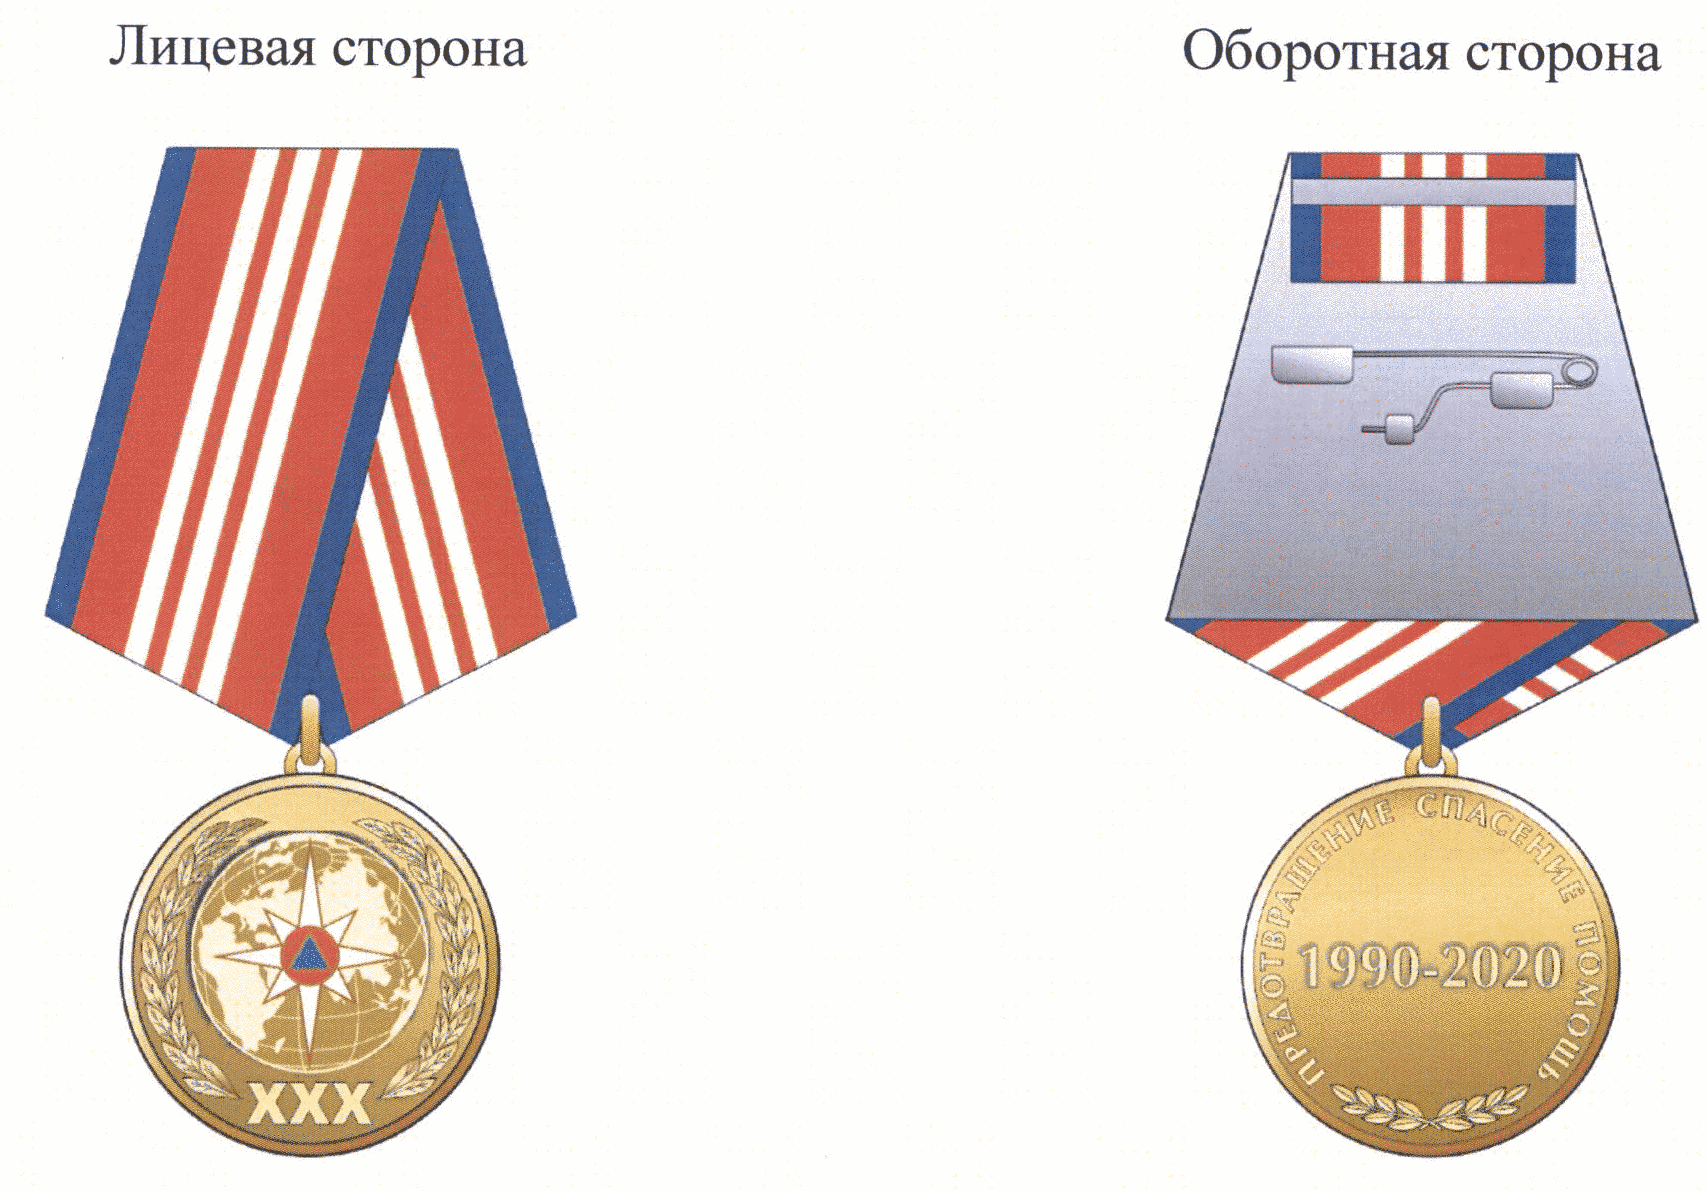 Лицевая сторона
Оборотная сторона
XXX
ПРЕДОТВРАЩЕНИЕ СПАСЕНИЕ ПОМОЩЬ
1990-2020